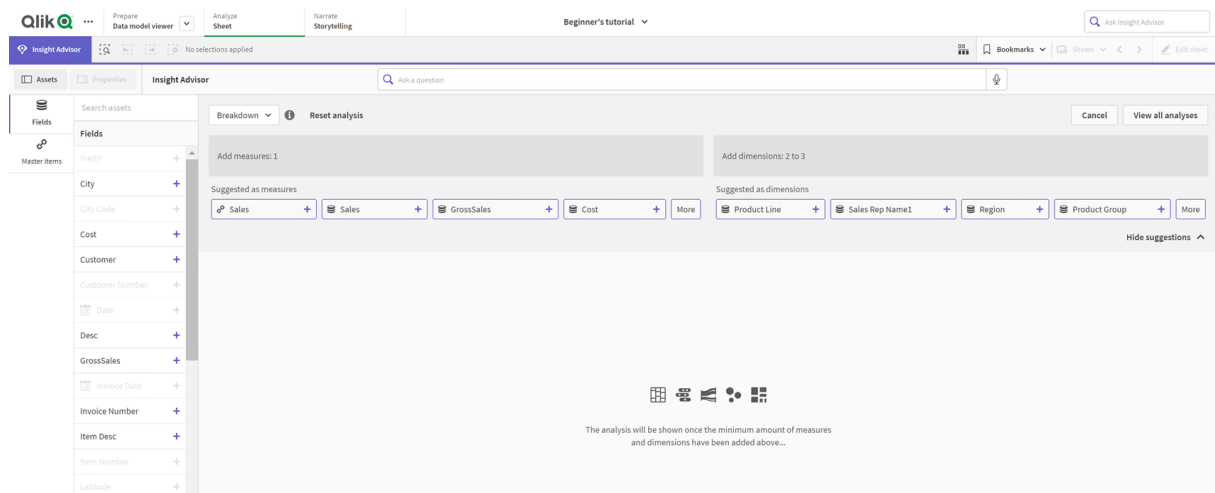 Qlik
Prepare
Data model viewer
Analyze
Sheet
Narrate
Storytelling
Beginner's tutorial
Ask Insight Advisor
Insight Advisor
No selections applied
Bookmarks
Sheets
Edit sheet
Assets
Properties
Insight Advisor
Ask a question
Fields
Master items
Search assets
Fields
%KEY
City
City Code
Cost
Customer
Customer Number
Date
Desc
GrossSales
Invoice Date
Invoice Number
Item Desc
Item Number
Latitude
Breakdown
Reset analysis
Cancel
View all analyses
Add measures: 1
Add dimensions: 2 to 3
Suggested as measures
Sales
Sales
GrossSales
Cost
More
Suggested as dimensions
Product Line
Sales Rep Name1
Region
Product Group
More
Hide suggestions
The analysis will be shown once the minimum amount of measures
and dimensions have been added above...